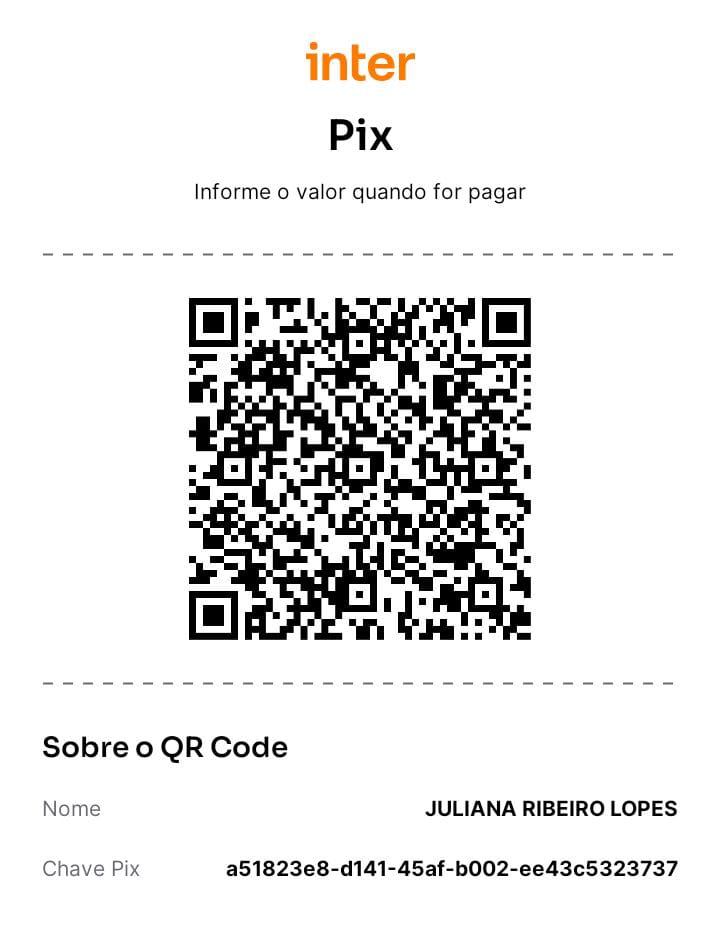 inter
Pix
Informe o valor quando for pagar
Sobre o QR Code
Nome JULIANA RIBEIRO LOPES
Chave Pix a51823e8-d141-45af-b002-ee43c5323737